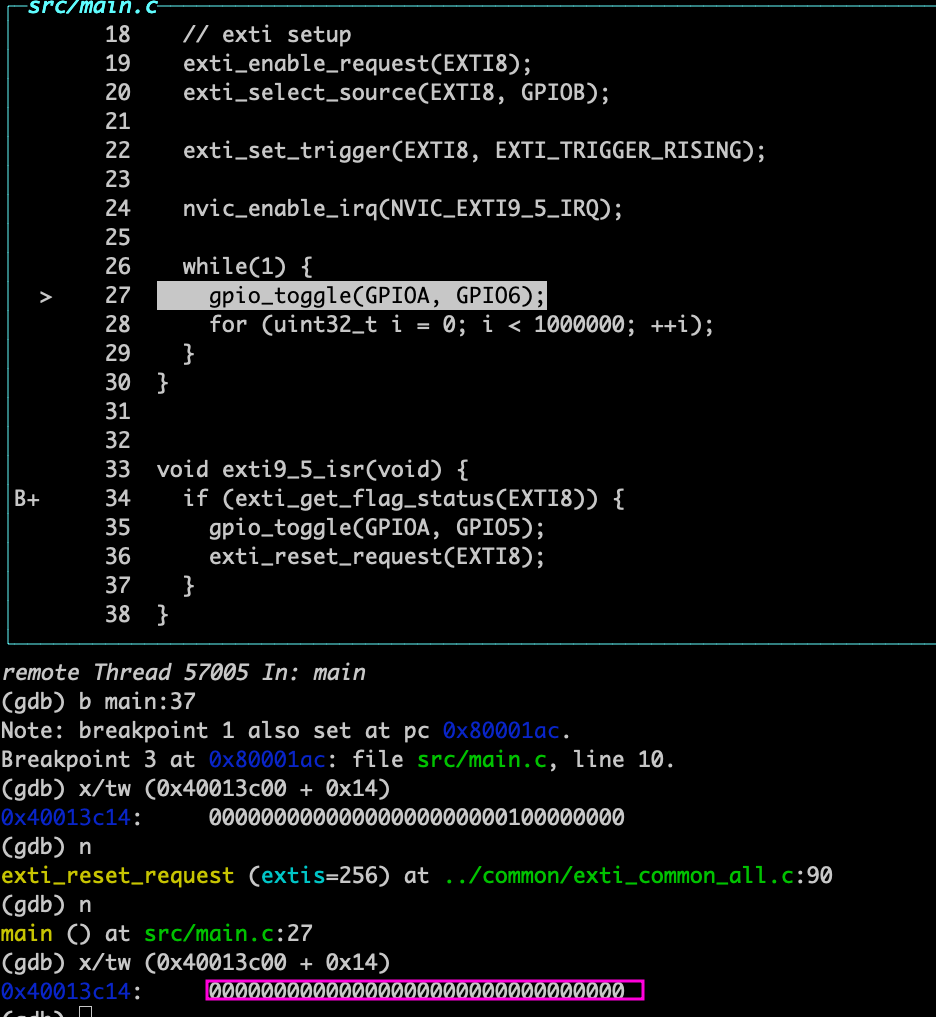 src/main.c
18 // exti setup
19 exti_enable_request(EXTI8);
20 exti_select_source(EXTI8, GPIOB);
21
22 exti_set_trigger(EXTI8, EXTI_TRIGGER_RISING);
23
24 nvic_enable_irq(NVIC_EXTI9_5_IRQ);
25
26 while(1) {
> 27 gpio_toggle(GPIOA, GPIO6);
28 for (uint32_t i = 0; i < 1000000; ++i);
29 }
30 }
31
32
33 void exti9_5_isr(void) {
B+ 34 if (exti_get_flag_status(EXTI8)) {
35 gpio_toggle(GPIOA, GPIO5);
36 exti_reset_request(EXTI8);
37 }
38 }
remote Thread 57005 In: main
(gdb) b main:37
Note: breakpoint 1 also set at pc 0x80001ac.
Breakpoint 3 at 0x80001ac: file src/main.c, line 10.
(gdb) x/tw (0x40013c00 + 0x14)
0x40013c14: 00000000000000000000000100000000
(gdb) n
exti_reset_request (extis=256) at ../common/exti_common_all.c:90
(gdb) n
main () at src/main.c:27
(gdb) x/tw (0x40013c00 + 0x14)
0x40013c14: 00000000000000000000000000000000
(gdb)